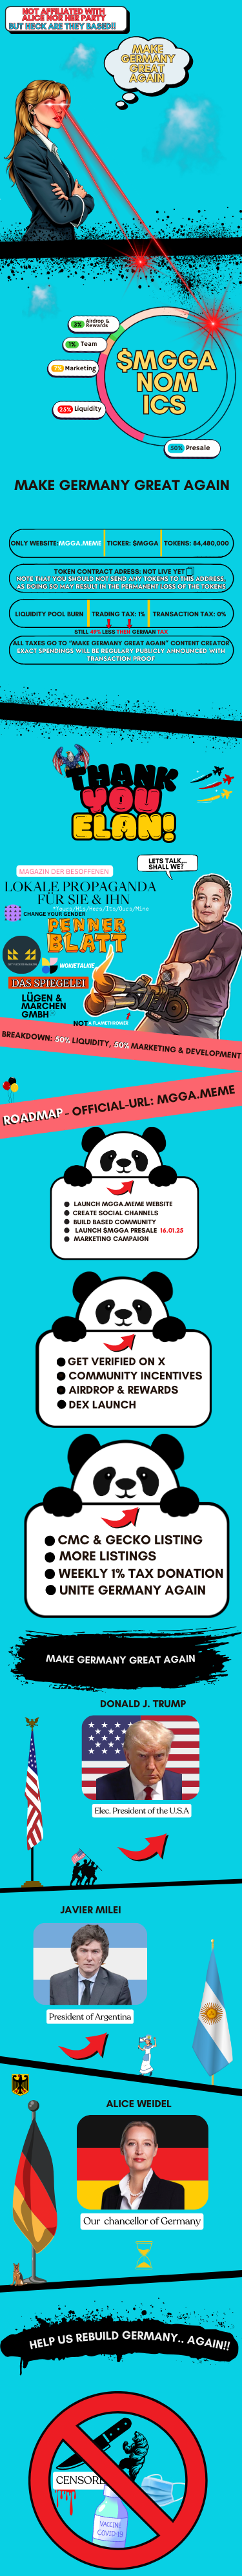 NOT AFFILIATED WITH
ALICE NOR HER PARTY
BUT HECK ARE THEY BASED!!
MAKE
GERMANY
GREAT
AGAIN
3% Airdrop &
Rewards
1% Team
Marketing
25% Liquidity
50% Presale
$MGGA
NOM
ICS
MAKE GERMANY GREAT AGAIN
ONLY WEBSITE MGGA.MEME TICKER: $MGGA TOKENS: 84,480,000
TOKEN CONTRACT ADRESS: NOT LIVE YET
NOTE THAT YOU SHOULD NOT SEND ANY TOKENS TO THIS ADDRESS
AS DOING SO MAY RESULT IN THE PERMANENT LOSS OF THE TOKENS
LIQUIDITY POOL BURN TRADING TAX: 1% TRANSACTION TAX: 0%
STILL 49% LESS THEN GERMAN TAX
ALL TAXES GO TO "MAKE GERMANY GREAT AGAIN" CONTENT CREATOR
EXACT SPENDINGS WILL BE REGULARY PUBLICLY ANNOUNCED WITH
TRANSACTION PROOF
THANK
YOU
ELAN!
LETS TALK,..
SHALL WE?
MAGAZIN DER BESOFFENEN
LOKALE PROPAGANDA
FÜR SIE & IHN
*Yours/His/Hers/Its/Ours/Mine
CHANGE YOUR GENDER
PENNER
BLATT
WOKIETALKIE
DAS SPIEGELEI
LÜGEN &
MÄRCHEN
GMBH
NOT A FLAMETHROWER
BREAKDOWN: 50% LIQUIDITY, 50% MARKETING & DEVELOPMENT
ROADMAP - OFFICIAL-URL: MGGA.MEME
LAUNCH MGGA.MEME WEBSITE
CREATE SOCIAL CHANNELS
BUILD BASED COMMUNITY
LAUNCH $MGGA PRESALE 16.01.25
MARKETING CAMPAIGN
GET VERIFIED ON X
COMMUNITY INCENTIVES
AIRDROP & REWARDS
DEX LAUNCH
CMC & GECKO LISTING
MORE LISTINGS
WEEKLY 1% TAX DONATION
UNITE GERMANY AGAIN
MAKE GERMANY GREAT AGAIN
DONALD J. TRUMP
Elec. President of the U.S.A
JAVIER MILEI
President of Argentina
ALICE WEIDEL
Our chancellor of Germany
HELP US REBUILD GERMANY.. AGAIN!!
VACCINE
COVID-19